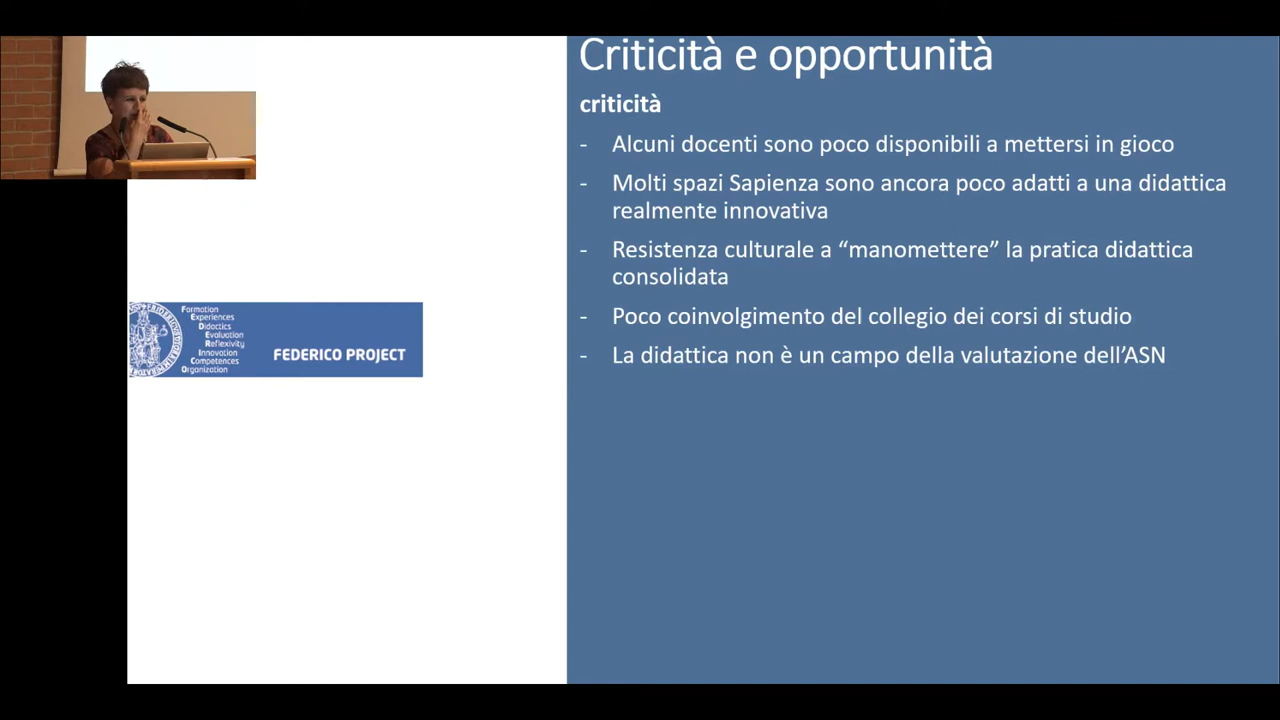 Criticità e opportunità
criticità
- Alcuni docenti sono poco disponibili a mettersi in gioco
- Molti spazi Sapienza sono ancora poco adatti a una didattica
realmente innovativa
- Resistenza culturale a “manomettere” la pratica didattica
consolidata
- Poco coinvolgimento del collegio dei corsi di studio
- La didattica non è un campo della valutazione dell’ASN
Formation
Experiences
Didactics
Evaluation
Reflexivity
Innovation
Competences
Organization
FEDERICO PROJECT